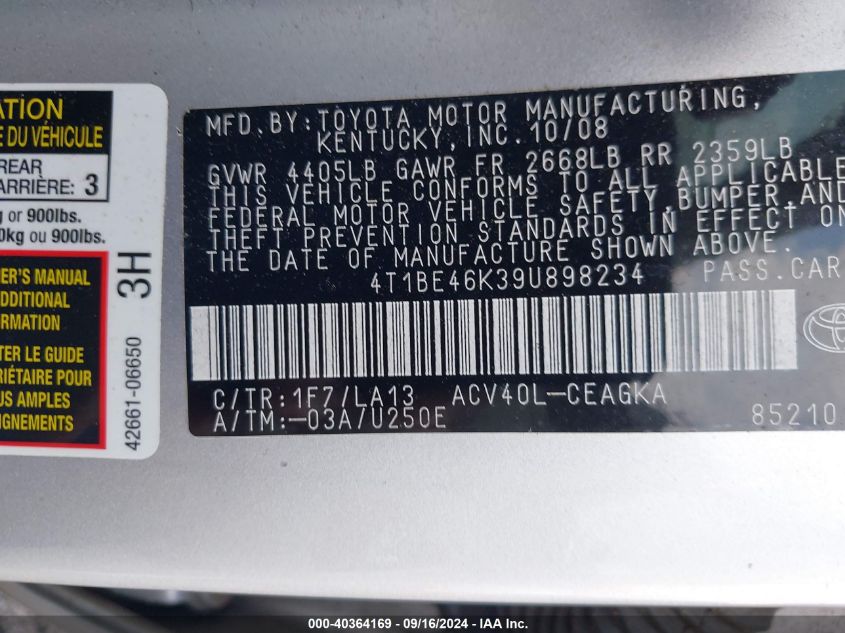 ATION
E DU VÉHICULE
REAR
ARRIÈRE: 3
g or 900lbs.
0kg ou 900lbs.
ER'S MANUAL
ADDITIONAL
RMATION
TER LE GUIDE
RIÉTAIRE POUR
US AMPLES
IGNEMENTS
3H
42661-06650
MFD. BY: TOYOTA MOTOR MANUFACTURING,
KENTUCKY, INC. 10/08
GVWR 4405LB GAWR FR 2668LB RR 2359LB
THIS VEHICLE CONFORMS TO ALL APPLICABLE
FEDERAL MOTOR VEHICLE SAFETY, BUMPER, AND
THEFT PREVENTION STANDARDS IN EFFECT ON
THE DATE OF MANUFACTURE SHOWN ABOVE.
4T1BE46K39U898234 PASS. CAR
C/TR: 1F7/LA13 ACV40L-CEAGKA
A/TM: -03A/U250E 85210
000-40364169 - 09/16/2024 - IAA Inc.